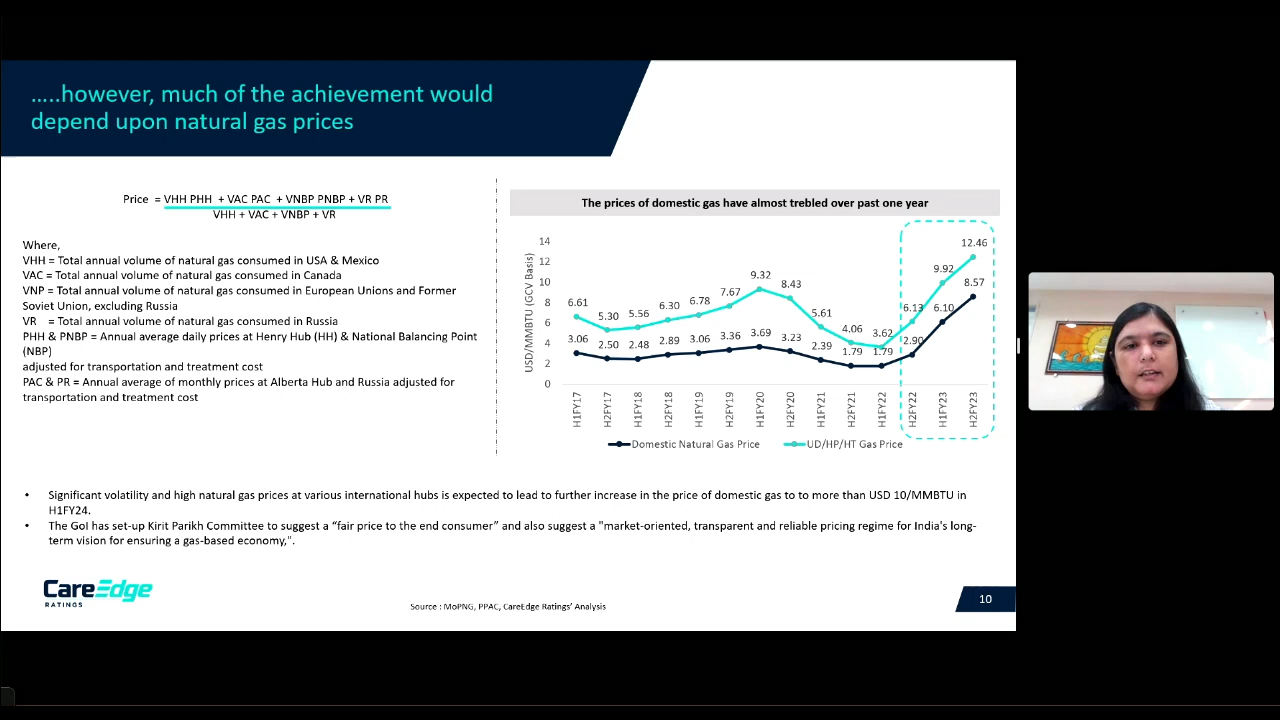 …..however, much of the achievement would
depend upon natural gas prices
Price = VHH PHH + VAC PAC + VNBP PNBP + VR PR
VHH + VAC + VNBP + VR
Where,
VHH = Total annual volume of natural gas consumed in USA & Mexico
VAC = Total annual volume of natural gas consumed in Canada
VNP = Total annual volume of natural gas consumed in European Unions and Former
Soviet Union, excluding Russia
VR = Total annual volume of natural gas consumed in Russia
PHH & PNBP = Annual average daily prices at Henry Hub (HH) & National Balancing Point
(NBP)
adjusted for transportation and treatment cost
PAC & PR = Annual average of monthly prices at Alberta Hub and Russia adjusted for
transportation and treatment cost
The prices of domestic gas have almost trebled over past one year
USD/MMBTU (GCV Basis)
14
12
10
8
6
4
2
0
6.61 5.30 5.56 6.30 6.78 7.67 9.32 8.43 5.61 4.06 3.62 6.13 9.92 12.46
3.06 2.50 2.48 2.89 3.06 3.36 3.69 3.23 2.39 1.79 1.79 2.90 6.10 8.57
H1FY17 H2FY17 H1FY18 H2FY18 H1FY19 H2FY19 H1FY20 H2FY20 H1FY21 H2FY21 H1FY22 H2FY22 H1FY23 H2FY23
Domestic Natural Gas Price UD/HP/HT Gas Price
• Significant volatility and high natural gas prices at various international hubs is expected to lead to further increase in the price of domestic gas to to more than USD 10/MMBTU in
H1FY24.
• The GoI has set-up Kirit Parikh Committee to suggest a “fair price to the end consumer” and also suggest a "market-oriented, transparent and reliable pricing regime for India's long-
term vision for ensuring a gas-based economy,".
CareEdge
RATINGS
Source : MoPNG, PPAC, CareEdge Ratings’ Analysis
10